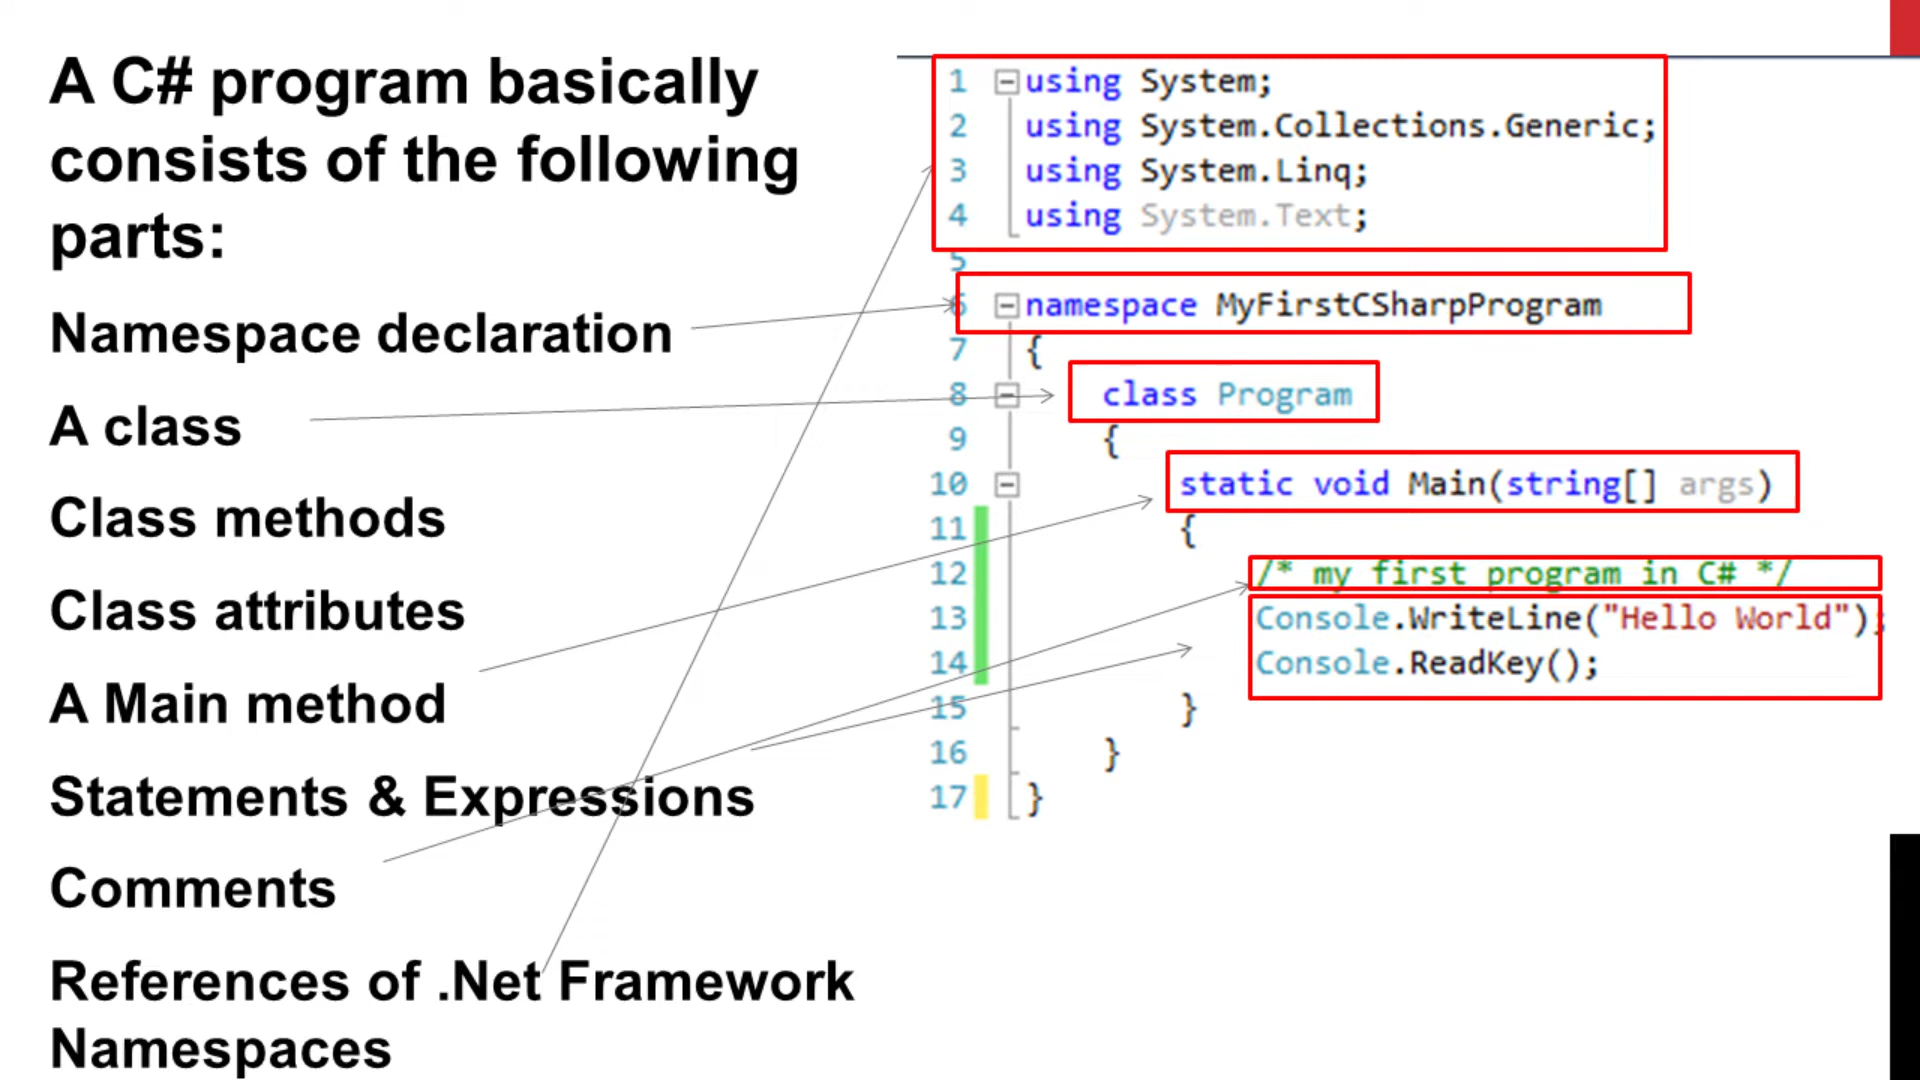 A C# program basically
consists of the following
parts:
Namespace declaration
A class
Class methods
Class attributes
A Main method
Statements & Expressions
Comments
References of .Net Framework
Namespaces
1 using System;
2 using System.Collections.Generic;
3 using System.Linq;
4 using System.Text;
5
6 namespace MyFirstCSharpProgram
7 {
8 class Program
9 {
10 static void Main(string[] args)
11 {
12 /* my first program in C# */
13 Console.WriteLine("Hello World");
14 Console.ReadKey();
15 }
16 }
17 }